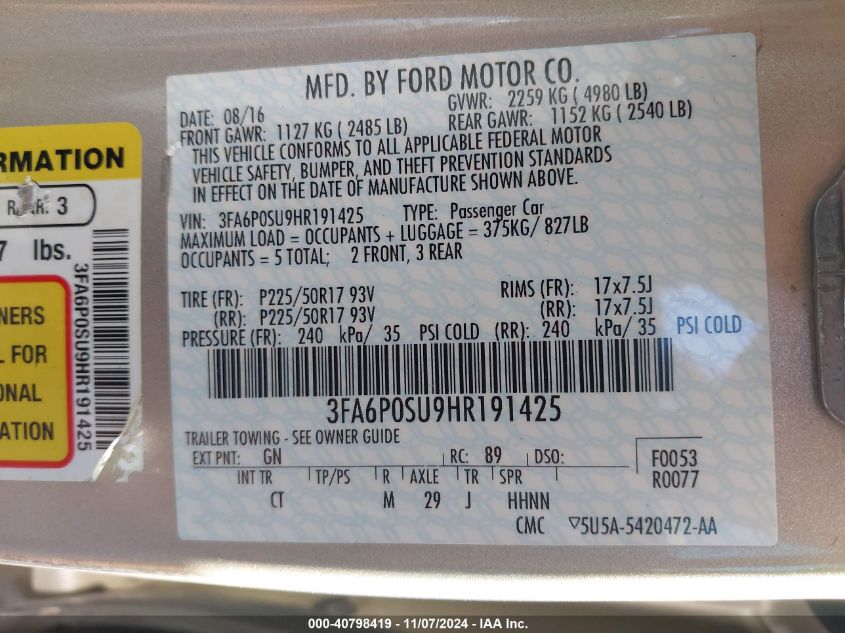 MFD. BY FORD MOTOR CO.
DATE: 08/16 GVWR: 2259 KG ( 4980 LB)
FRONT GAWR: 1127 KG ( 2485 LB) REAR GAWR: 1152 KG ( 2540 LB)
THIS VEHICLE CONFORMS TO ALL APPLICABLE FEDERAL MOTOR
VEHICLE SAFETY, BUMPER, AND THEFT PREVENTION STANDARDS
IN EFFECT ON THE DATE OF MANUFACTURE SHOWN ABOVE.
VIN: 3FA6P0SU9HR191425 TYPE: Passenger Car
MAXIMUM LOAD = OCCUPANTS + LUGGAGE = 375KG/ 827LB
OCCUPANTS = 5 TOTAL; 2 FRONT, 3 REAR
TIRE (FR): P225/50R17 93V RIMS (FR): 17x7.5J
(RR): P225/50R17 93V (RR): 17x7.5J
PRESSURE (FR): 240 kPa/ 35 PSI COLD (RR): 240 kPa/ 35 PSI COLD
3FA6P0SU9HR191425
TRAILER TOWING - SEE OWNER GUIDE
EXT PNT: GN RC: 89 DSO: F0053
R0077
INT TR TP/PS R AXLE TR SPR
CT M 29 J HHNN
CMC ▽5U5A-5420472-AA
RMATION
3
7 lbs.
NERS
L FOR
ONAL
ATION
3FA6P0SU9HR191425
000-40798419 - 11/07/2024 - IAA Inc.